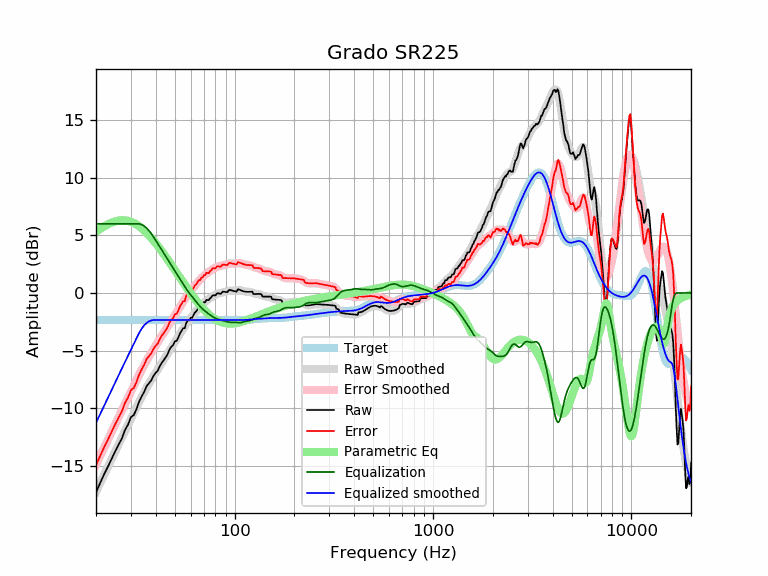 Grado SR225
Amplitude (dBr)
15
10
5
0
−5
−10
−15
Target
Raw Smoothed
Error Smoothed
Raw
Error
Parametric Eq
Equalization
Equalized smoothed
100 1000 10000
Frequency (Hz)